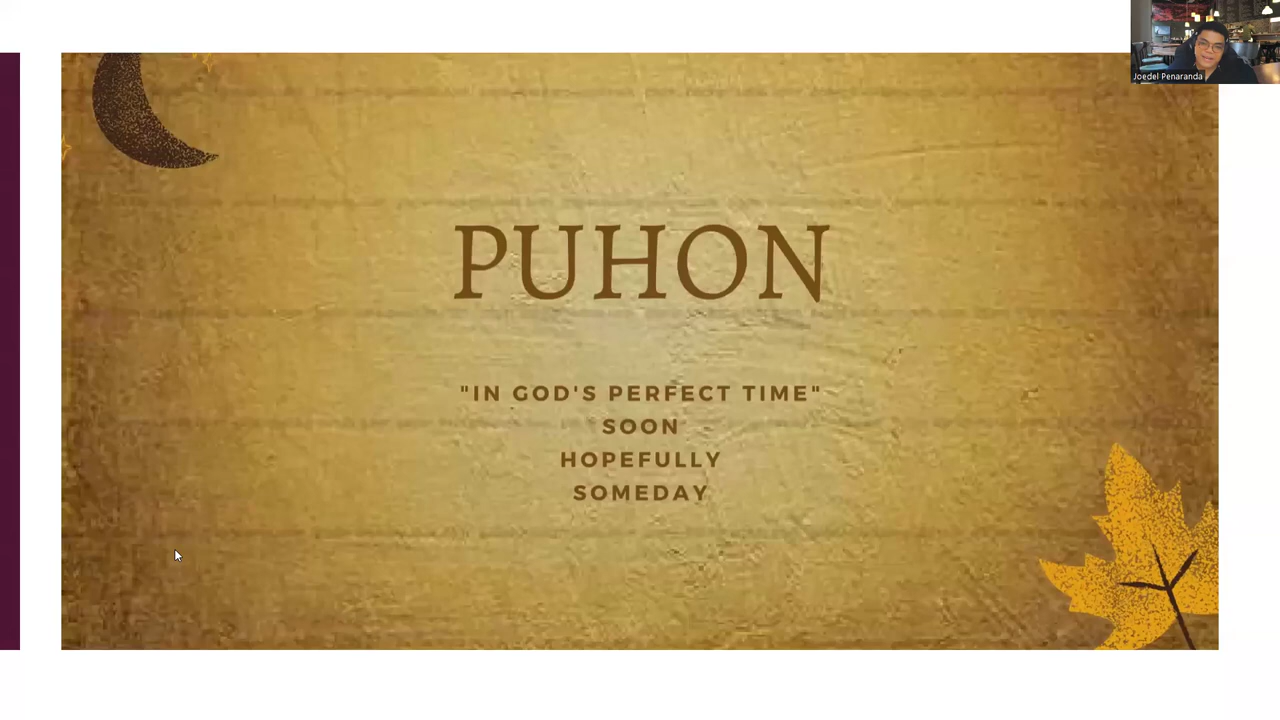 Joedel Penaranda
PUHON
"IN GOD'S PERFECT TIME"
SOON
HOPEFULLY
SOMEDAY